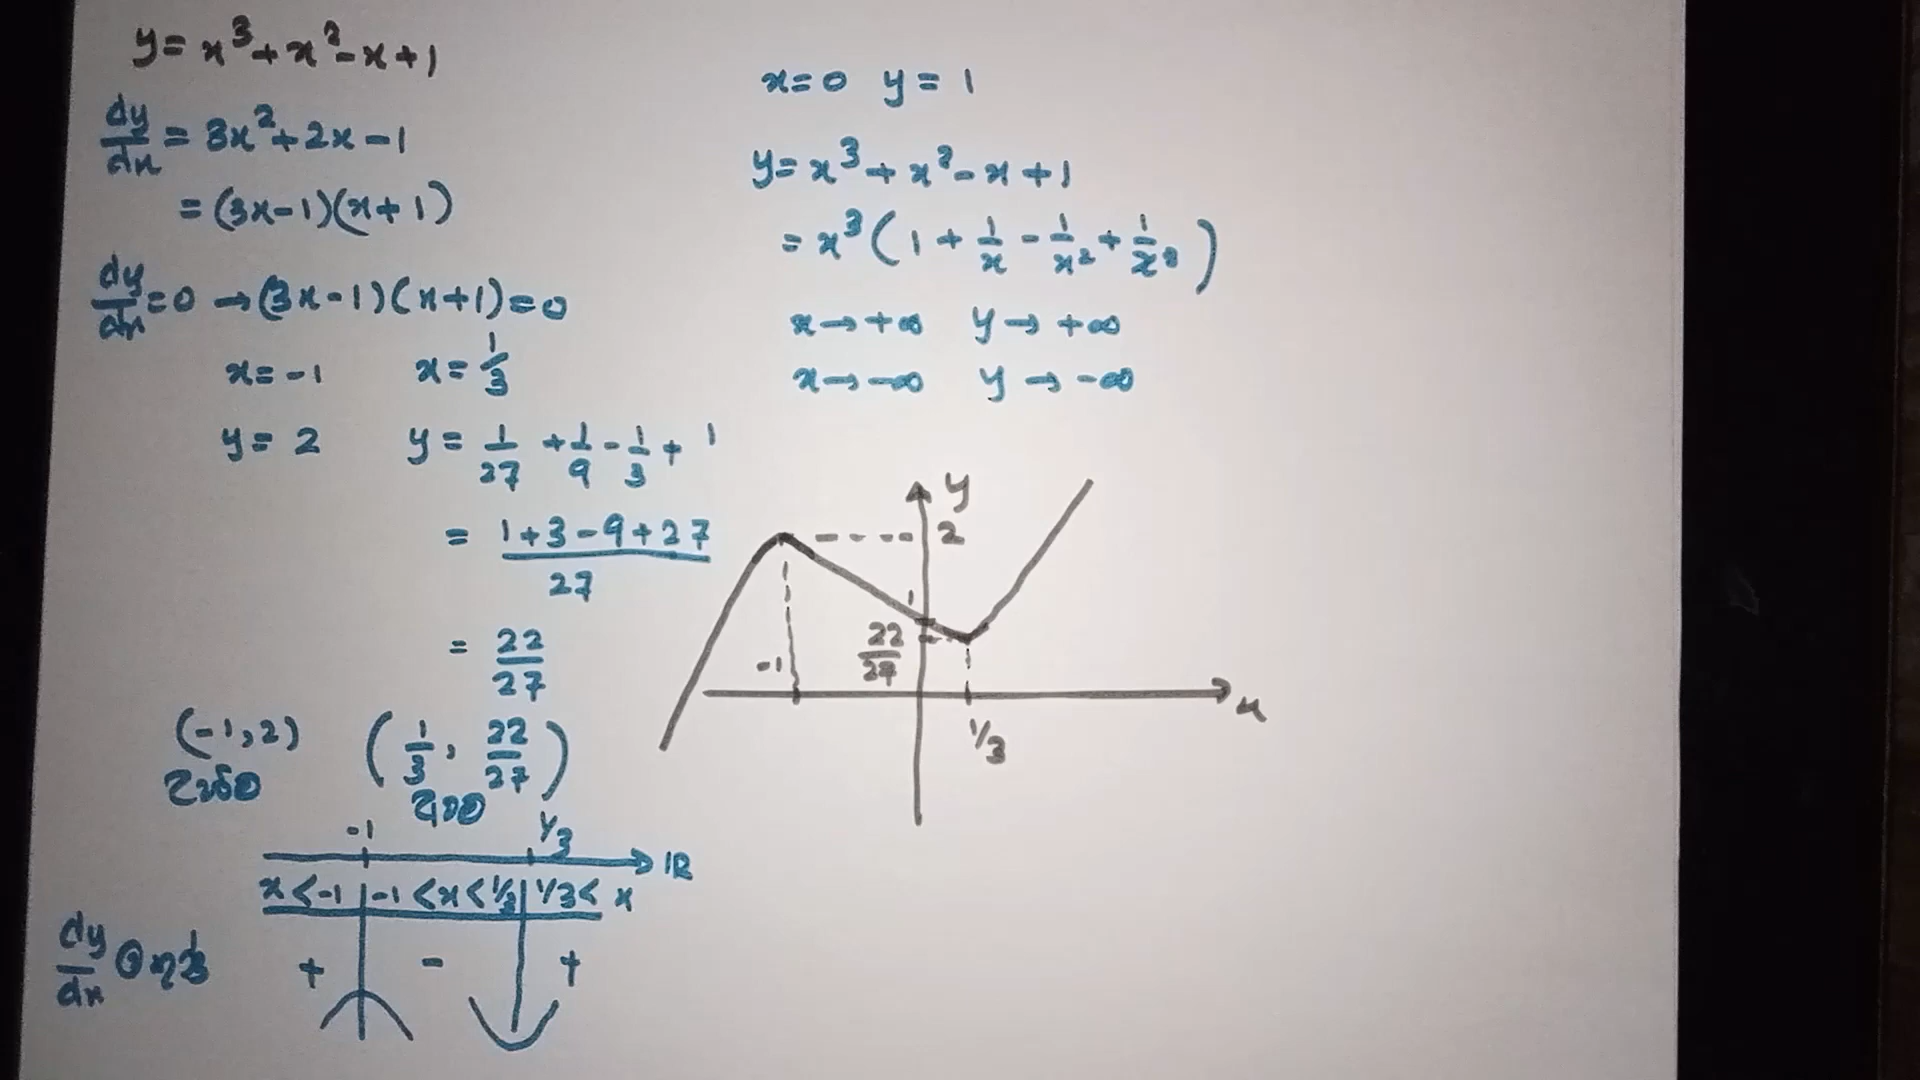 y = x³ + x² - x + 1
dy/dx = 3x² + 2x - 1
= (3x-1)(x+1)
dy/dx = 0 → (3x-1)(x+1) = 0
x = -1 x = 1/3
y = 2 y = 1/27 + 1/9 - 1/3 + 1
= (1+3-9+27)/27
= 22/27
(-1, 2) (1/3, 22/27)
-1 1/3 IR
x < -1 -1 < x < 1/3 1/3 < x
dy/dx
+ - +
x = 0 y = 1
y = x³ + x² - x + 1
= x³ (1 + 1/x - 1/x² + 1/x³)
x → +∞ y → +∞
x → -∞ y → -∞
y
2
1
22/27
-1
x
1/3